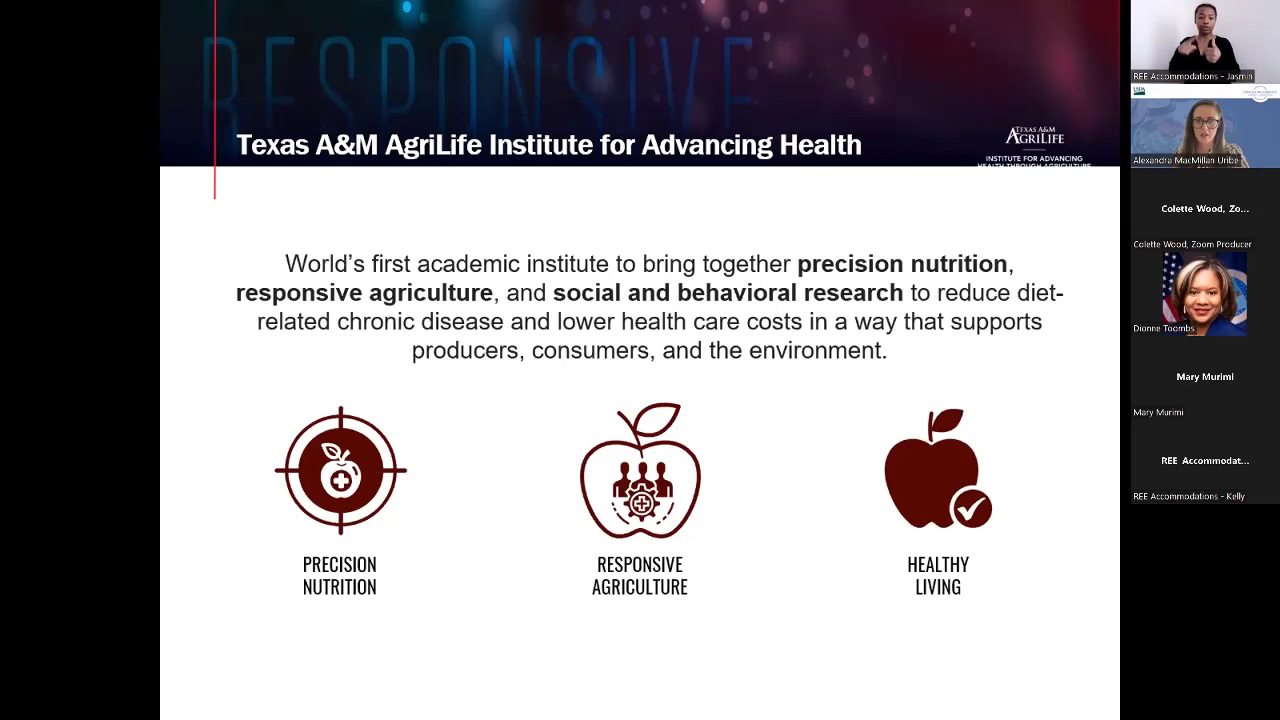 RESPONSIVE
Texas A&M AgriLife Institute for Advancing Health
TEXAS A&M
AGRILIFE
INSTITUTE FOR ADVANCING
HEALTH THROUGH AGRICULTURE
World's first academic institute to bring together precision nutrition,
responsive agriculture, and social and behavioral research to reduce diet-
related chronic disease and lower health care costs in a way that supports
producers, consumers, and the environment.
PRECISION
NUTRITION
RESPONSIVE
AGRICULTURE
HEALTHY
LIVING
REE Accommodations - Jasmin
USDA
Alexandra MacMillan Uribe
Colette Wood, Zo...
Colette Wood, Zoom Producer
Dionne Toombs
Mary Murimi
Mary Murimi
REE Accommodat...
REE Accommodations - Kelly